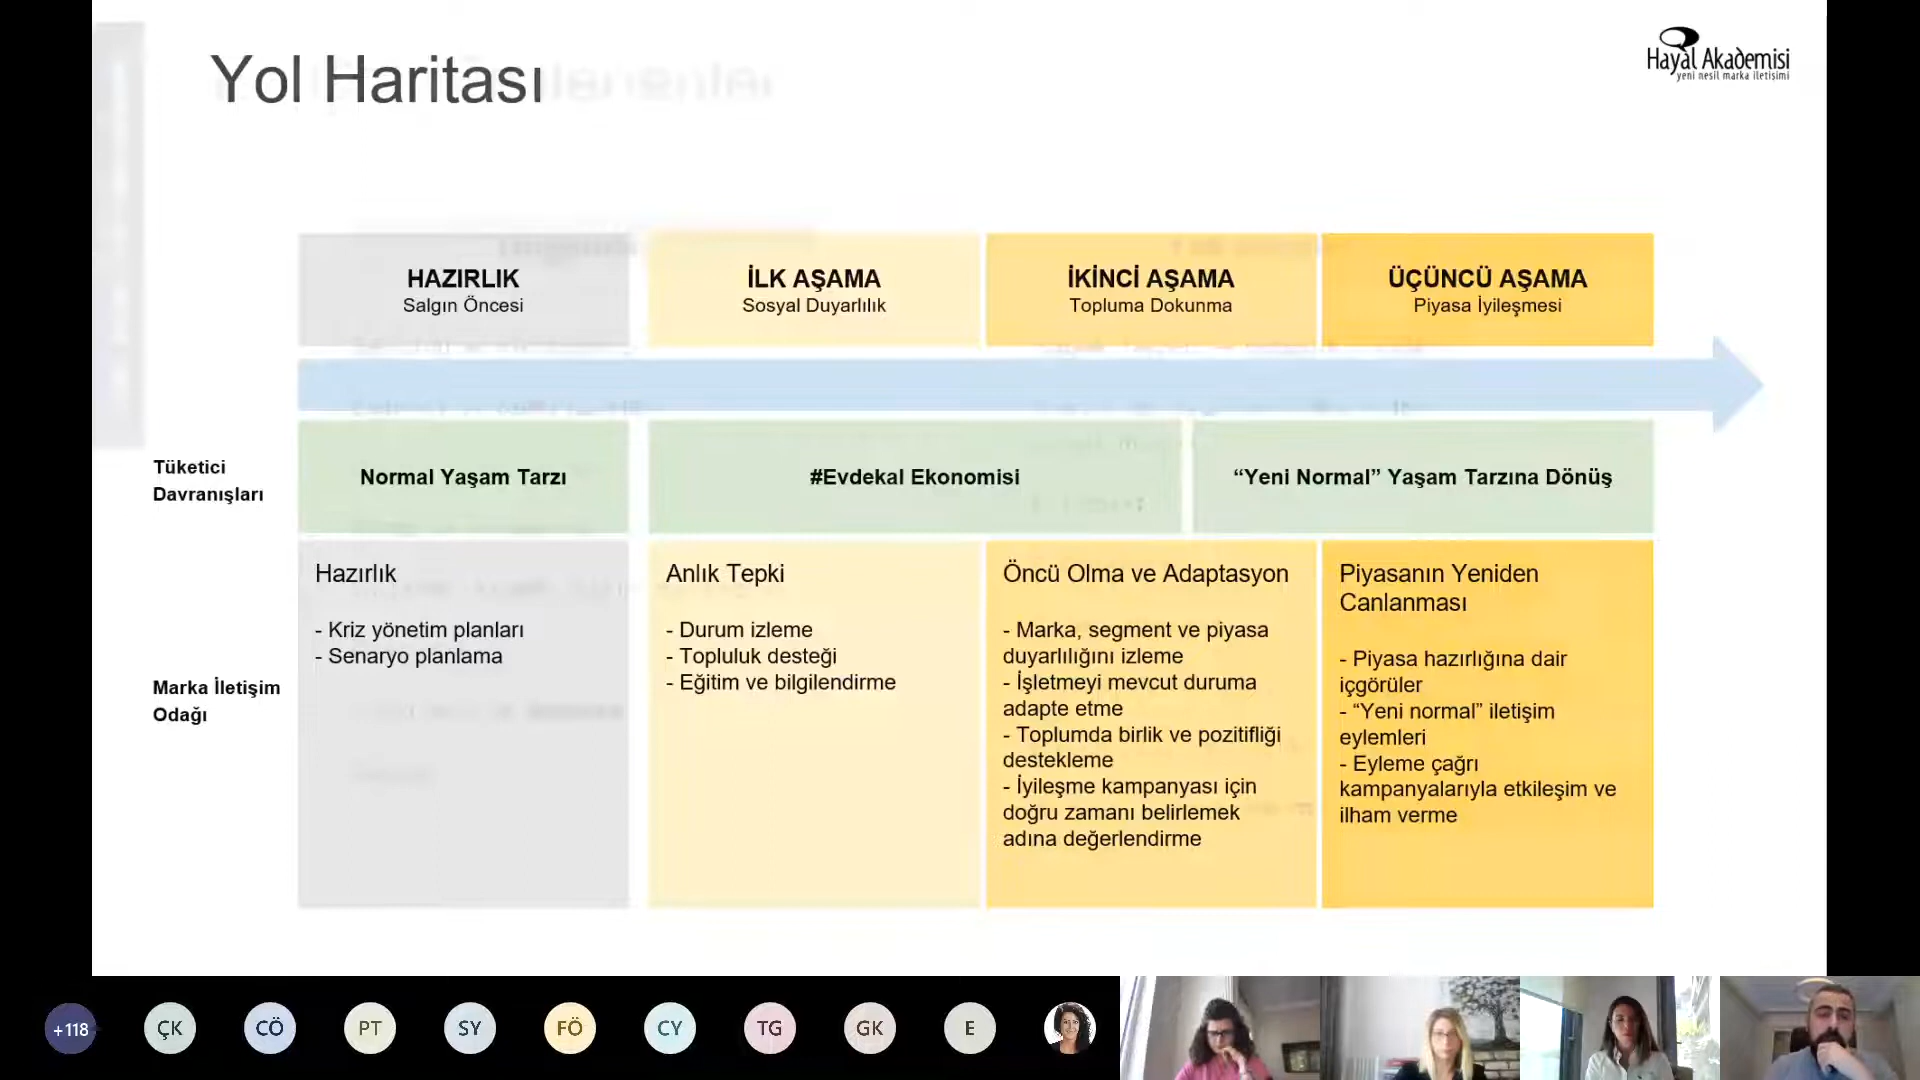 Yol Haritası
Hayal Akademisi
yeni nesil marka iletisimi
HAZIRLIK
Salgın Öncesi
İLK AŞAMA
Sosyal Duyarlılık
İKİNCİ AŞAMA
Topluma Dokunma
ÜÇÜNCÜ AŞAMA
Piyasa İyileşmesi
Tüketici
Davranışları
Normal Yaşam Tarzı
#Evdekal Ekonomisi
“Yeni Normal” Yaşam Tarzına Dönüş
Marka İletişim
Odağı
Hazırlık
- Kriz yönetim planları
- Senaryo planlama
Anlık Tepki
- Durum izleme
- Topluluk desteği
- Eğitim ve bilgilendirme
Öncü Olma ve Adaptasyon
- Marka, segment ve piyasa
duyarlılığını izleme
- İşletmeyi mevcut duruma
adapte etme
- Toplumda birlik ve pozitifliği
destekleme
- İyileşme kampanyası için
doğru zamanı belirlemek
adına değerlendirme
Piyasanın Yeniden
Canlanması
- Piyasa hazırlığına dair
içgörüler
- “Yeni normal” iletişim
eylemleri
- Eyleme çağrı
kampanyalarıyla etkileşim ve
ilham verme
+118
ÇK
CÖ
PT
SY
FÖ
CY
TG
GK
E